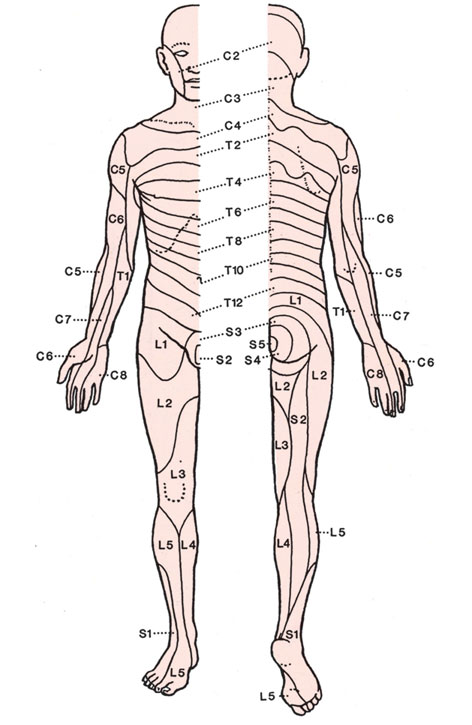 C2
C3
C4
T2
C5 T4 C5
C6 T6 C6
T8
C5 T1 T10 C5
T12 L1
C7 T1 C7
L1 S3 S5
C6 S2 S4 C6
C8 C8
L2 L2 L2
S2
L3 L3
L5 L4 L4 L5
S1 S1
L5
L5